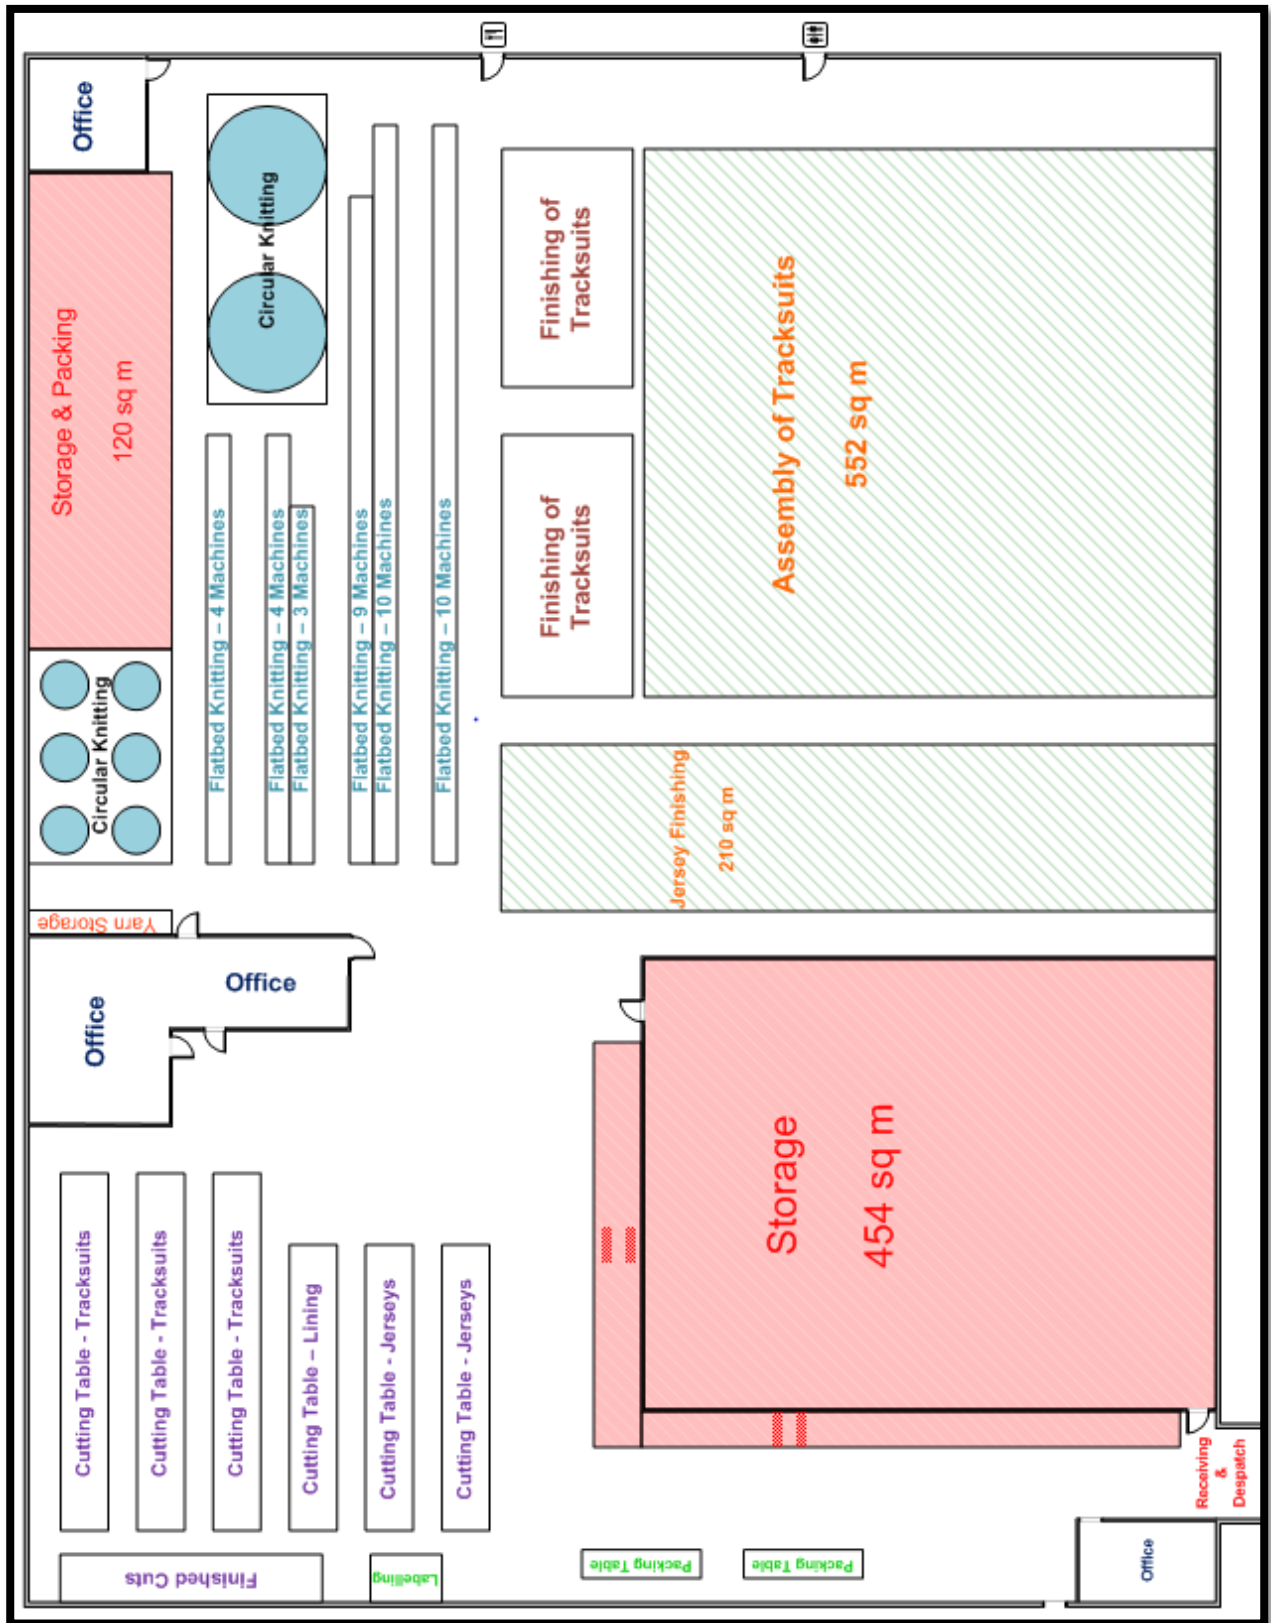 Office
Storage & Packing
120 sq m
Circular Knitting
Circular Knitting
Flatbed Knitting – 4 Machines
Flatbed Knitting – 4 Machines
Flatbed Knitting – 3 Machines
Flatbed Knitting – 9 Machines
Flatbed Knitting – 10 Machines
Flatbed Knitting – 10 Machines
Finishing of
Tracksuits
Finishing of
Tracksuits
Assembly of Tracksuits
552 sq m
Jersey Finishing
210 sq m
Yarn Storage
Office
Office
Storage
454 sq m
Cutting Table - Tracksuits
Cutting Table - Tracksuits
Cutting Table - Tracksuits
Cutting Table – Lining
Cutting Table - Jerseys
Cutting Table - Jerseys
Receiving
&
Despatch
Finished Cuts
Labelling
Packing Table
Packing Table
Office